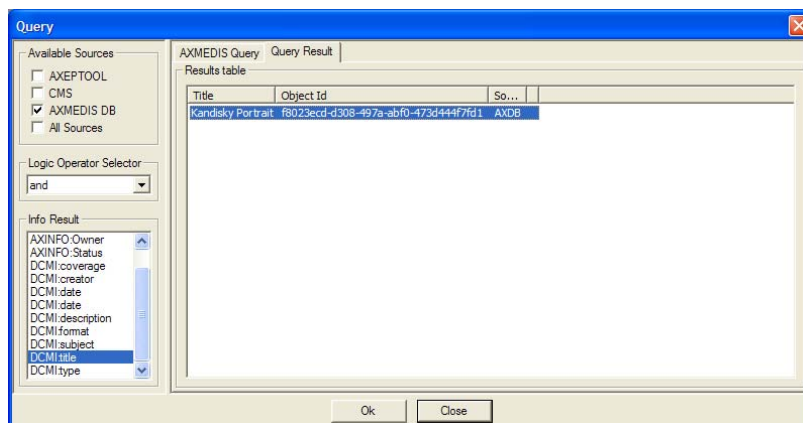 Query
Available Sources
AXEPTOOL
CMS
AXMEDIS DB
All Sources
Logic Operator Selector
and
Info Result
AXINFO:Owner
AXINFO:Status
DCMI:coverage
DCMI:creator
DCMI:date
DCMI:date
DCMI:description
DCMI:format
DCMI:subject
DCMI:title
DCMI:type
AXMEDIS Query Query Result
Results table
Title Object Id So...
Kandisky Portrait f8023ecd-d308-497a-abf0-473d444f7fd1 AXDB
Ok Close